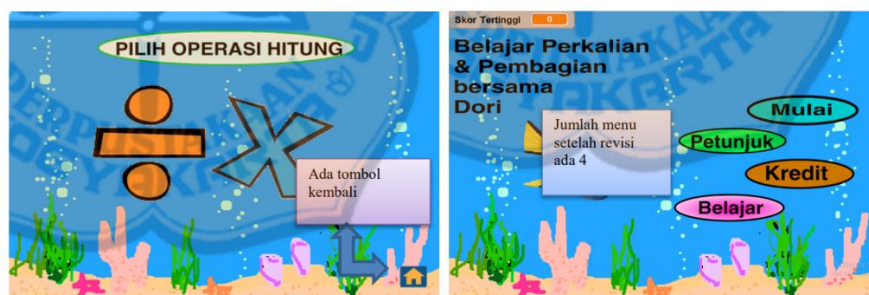 PILIH OPERASI HITUNG
Ada tombol
kembali
Skor Tertinggi 0
Belajar Perkalian
& Pembagian
bersama
Dori
Jumlah menu
setelah revisi
ada 4
Mulai
Petunjuk
Kredit
Belajar